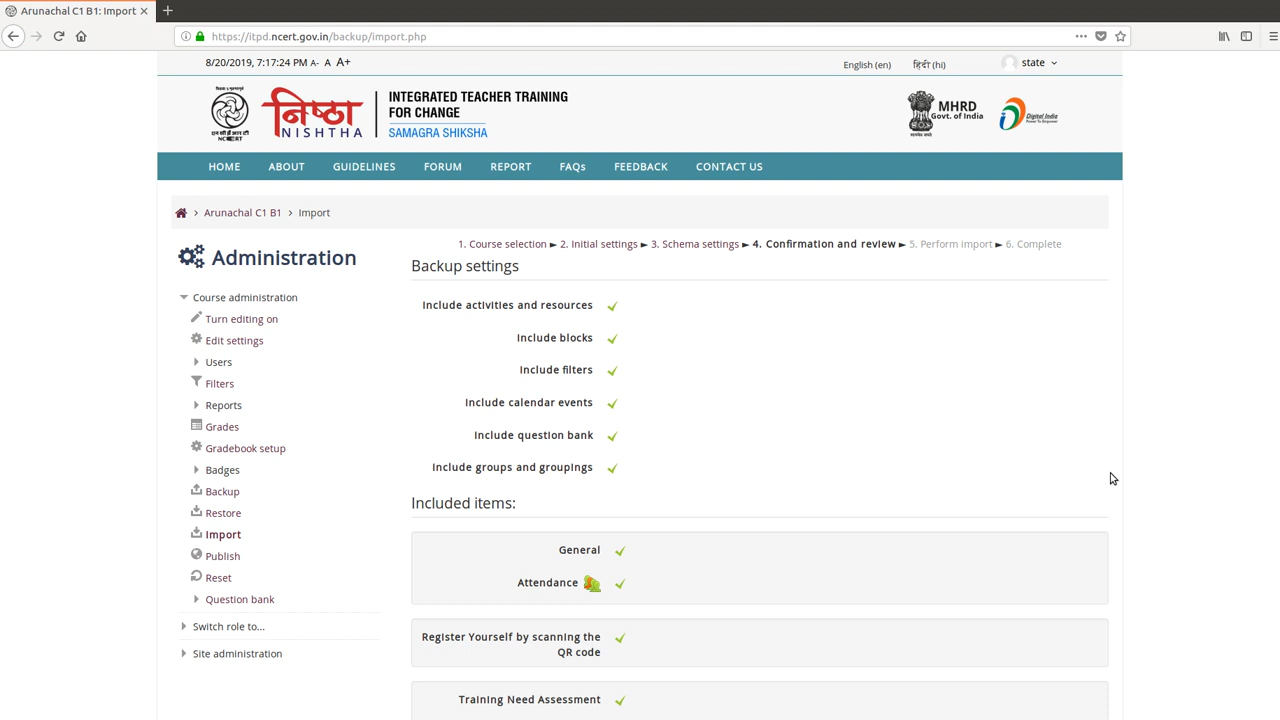 Arunachal C1 B1: Import
https://itpd.ncert.gov.in/backup/import.php
8/20/2019, 7:17:24 PM A- A A+
English (en) हिंदी (hi) state
निष्ठा
NISHTHA
INTEGRATED TEACHER TRAINING
FOR CHANGE
SAMAGRA SHIKSHA
MHRD
Govt. of India
Digital India
Power To Empower
HOME ABOUT GUIDELINES FORUM REPORT FAQs FEEDBACK CONTACT US
Arunachal C1 B1 Import
Administration
Course administration
Turn editing on
Edit settings
Users
Filters
Reports
Grades
Gradebook setup
Badges
Backup
Restore
Import
Publish
Reset
Question bank
Switch role to...
Site administration
1. Course selection ► 2. Initial settings ► 3. Schema settings ► 4. Confirmation and review ► 5. Perform import ► 6. Complete
Backup settings
Include activities and resources
Include blocks
Include filters
Include calendar events
Include question bank
Include groups and groupings
Included items:
General
Attendance
Register Yourself by scanning the
QR code
Training Need Assessment